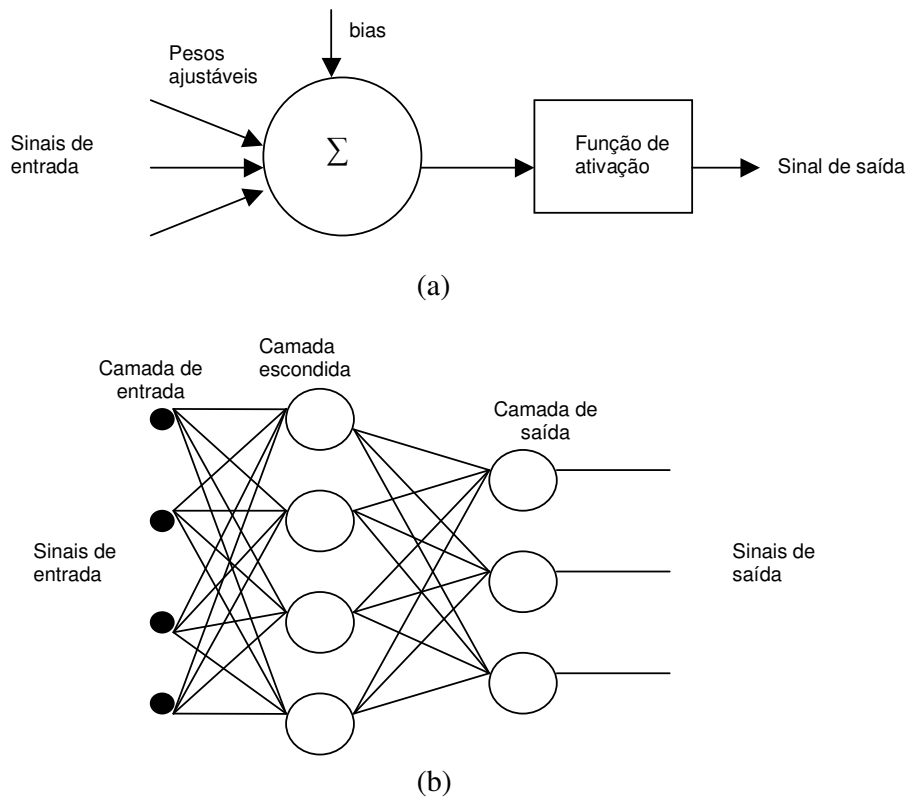 bias
Pesos
ajustáveis
Sinais de
entrada
Σ
Função de
ativação
Sinal de saída
(a)
Camada de
entrada
Camada
escondida
Camada de
saída
Sinais de
entrada
Sinais de
saída
(b)